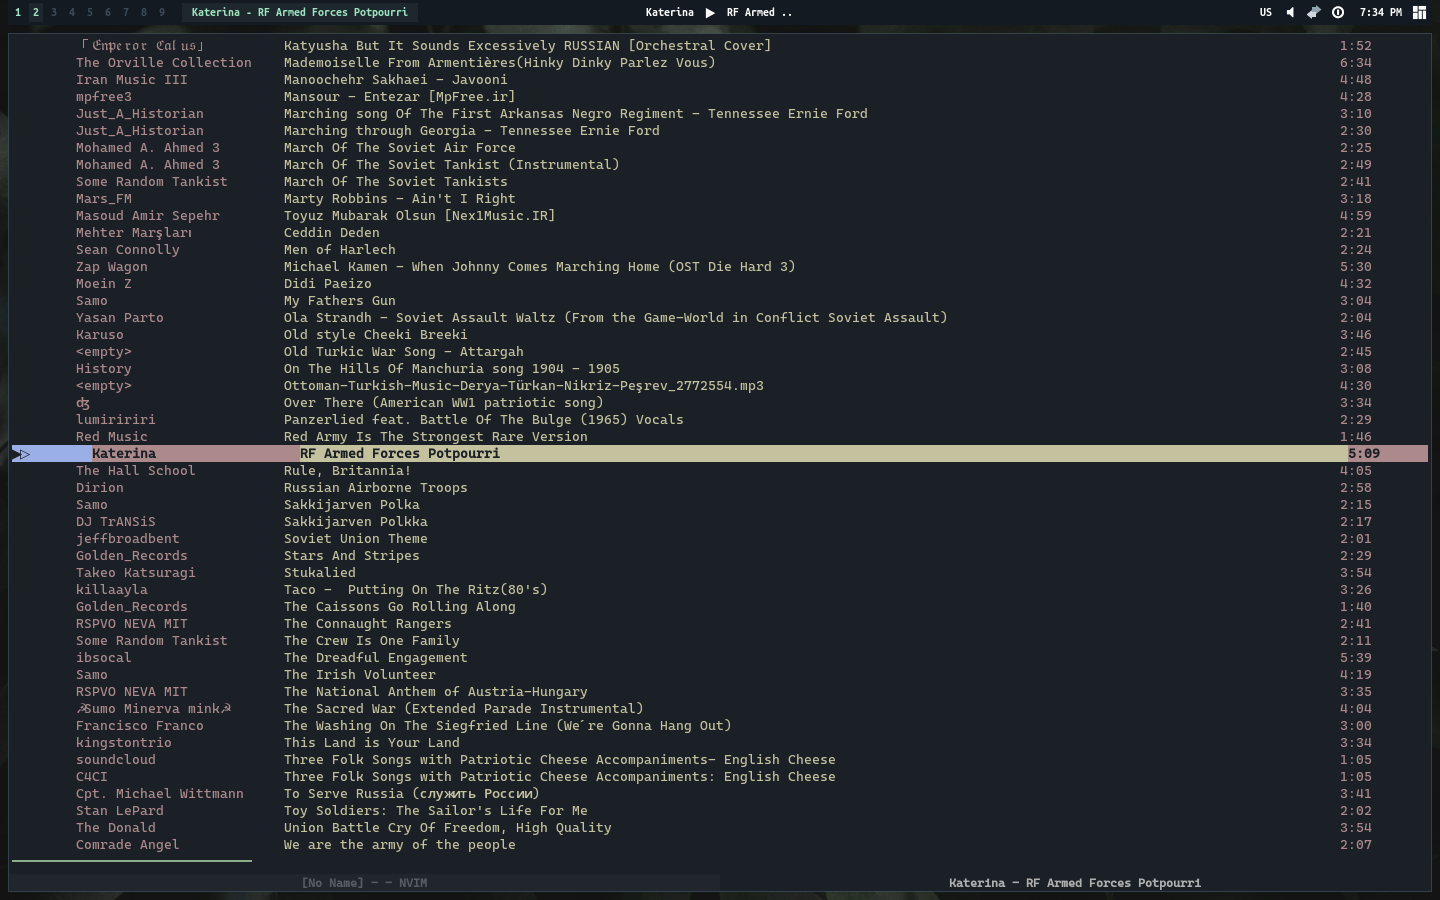 1 2 3 4 5 6 7 8 9 Katerina - RF Armed Forces Potpourri Katerina ▶ RF Armed .. US 7:34 PM
「𝔈𝔪𝔭𝔢𝔯𝔬𝔯 ℭ𝔞𝔩𝔲𝔰」 Katyusha But It Sounds Excessively RUSSIAN [Orchestral Cover] 1:52
The Orville Collection Mademoiselle From Armentières(Hinky Dinky Parlez Vous) 6:34
Iran Music III Manoochehr Sakhaei - Javooni 4:48
mpfree3 Mansour - Entezar [MpFree.ir] 4:28
Just_A_Historian Marching song Of The First Arkansas Negro Regiment - Tennessee Ernie Ford 3:10
Just_A_Historian Marching through Georgia - Tennessee Ernie Ford 2:30
Mohamed A. Ahmed 3 March Of The Soviet Air Force 2:25
Mohamed A. Ahmed 3 March Of The Soviet Tankist (Instrumental) 2:49
Some Random Tankist March Of The Soviet Tankists 2:41
Mars_FM Marty Robbins - Ain't I Right 3:18
Masoud Amir Sepehr Toyuz Mubarak Olsun [Nex1Music.IR] 4:59
Mehter Marşları Ceddin Deden 2:21
Sean Connolly Men of Harlech 2:24
Zap Wagon Michael Kamen - When Johnny Comes Marching Home (OST Die Hard 3) 5:30
Moein Z Didi Paeizo 4:32
Samo My Fathers Gun 3:04
Yasan Parto Ola Strandh - Soviet Assault Waltz (From the Game-World in Conflict Soviet Assault) 2:04
Karuso Old style Cheeki Breeki 3:46
<empty> Old Turkic War Song - Attargah 2:45
History On The Hills Of Manchuria song 1904 - 1905 3:08
<empty> Ottoman-Turkish-Music-Derya-Türkan-Nikriz-Peşrev_2772554.mp3 4:30
ʤ Over There (American WW1 patriotic song) 3:34
lumiriririi Panzerlied feat. Battle Of The Bulge (1965) Vocals 2:29
Red Music Red Army Is The Strongest Rare Version 1:46
▶▷ Katerina RF Armed Forces Potpourri 5:09
The Hall School Rule, Britannia! 4:05
Dirion Russian Airborne Troops 2:58
Samo Sakkijarven Polka 2:15
DJ TrANSiS Sakkijarven Polkka 2:17
jeffbroadbent Soviet Union Theme 2:01
Golden_Records Stars And Stripes 2:29
Takeo Katsuragi Stukalied 3:54
killaayla Taco -  Putting On The Ritz(80's) 3:26
Golden_Records The Caissons Go Rolling Along 1:40
RSPVO NEVA MIT The Connaught Rangers 2:41
Some Random Tankist The Crew Is One Family 2:11
ibsocal The Dreadful Engagement 5:39
Samo The Irish Volunteer 4:19
RSPVO NEVA MIT The National Anthem of Austria-Hungary 3:35
☭Sumo Minerva mink☭ The Sacred War (Extended Parade Instrumental) 4:04
Francisco Franco The Washing On The Siegfried Line (We´re Gonna Hang Out) 3:00
kingstontrio This Land is Your Land 3:34
soundcloud Three Folk Songs with Patriotic Cheese Accompaniments- English Cheese 1:05
C4CI Three Folk Songs with Patriotic Cheese Accompaniments: English Cheese 1:05
Cpt. Michael Wittmann To Serve Russia (служить России) 3:41
Stan LePard Toy Soldiers: The Sailor's Life For Me 2:02
The Donald Union Battle Cry Of Freedom, High Quality 3:54
Comrade Angel We are the army of the people 2:07
[No Name] - - NVIM Katerina - RF Armed Forces Potpourri